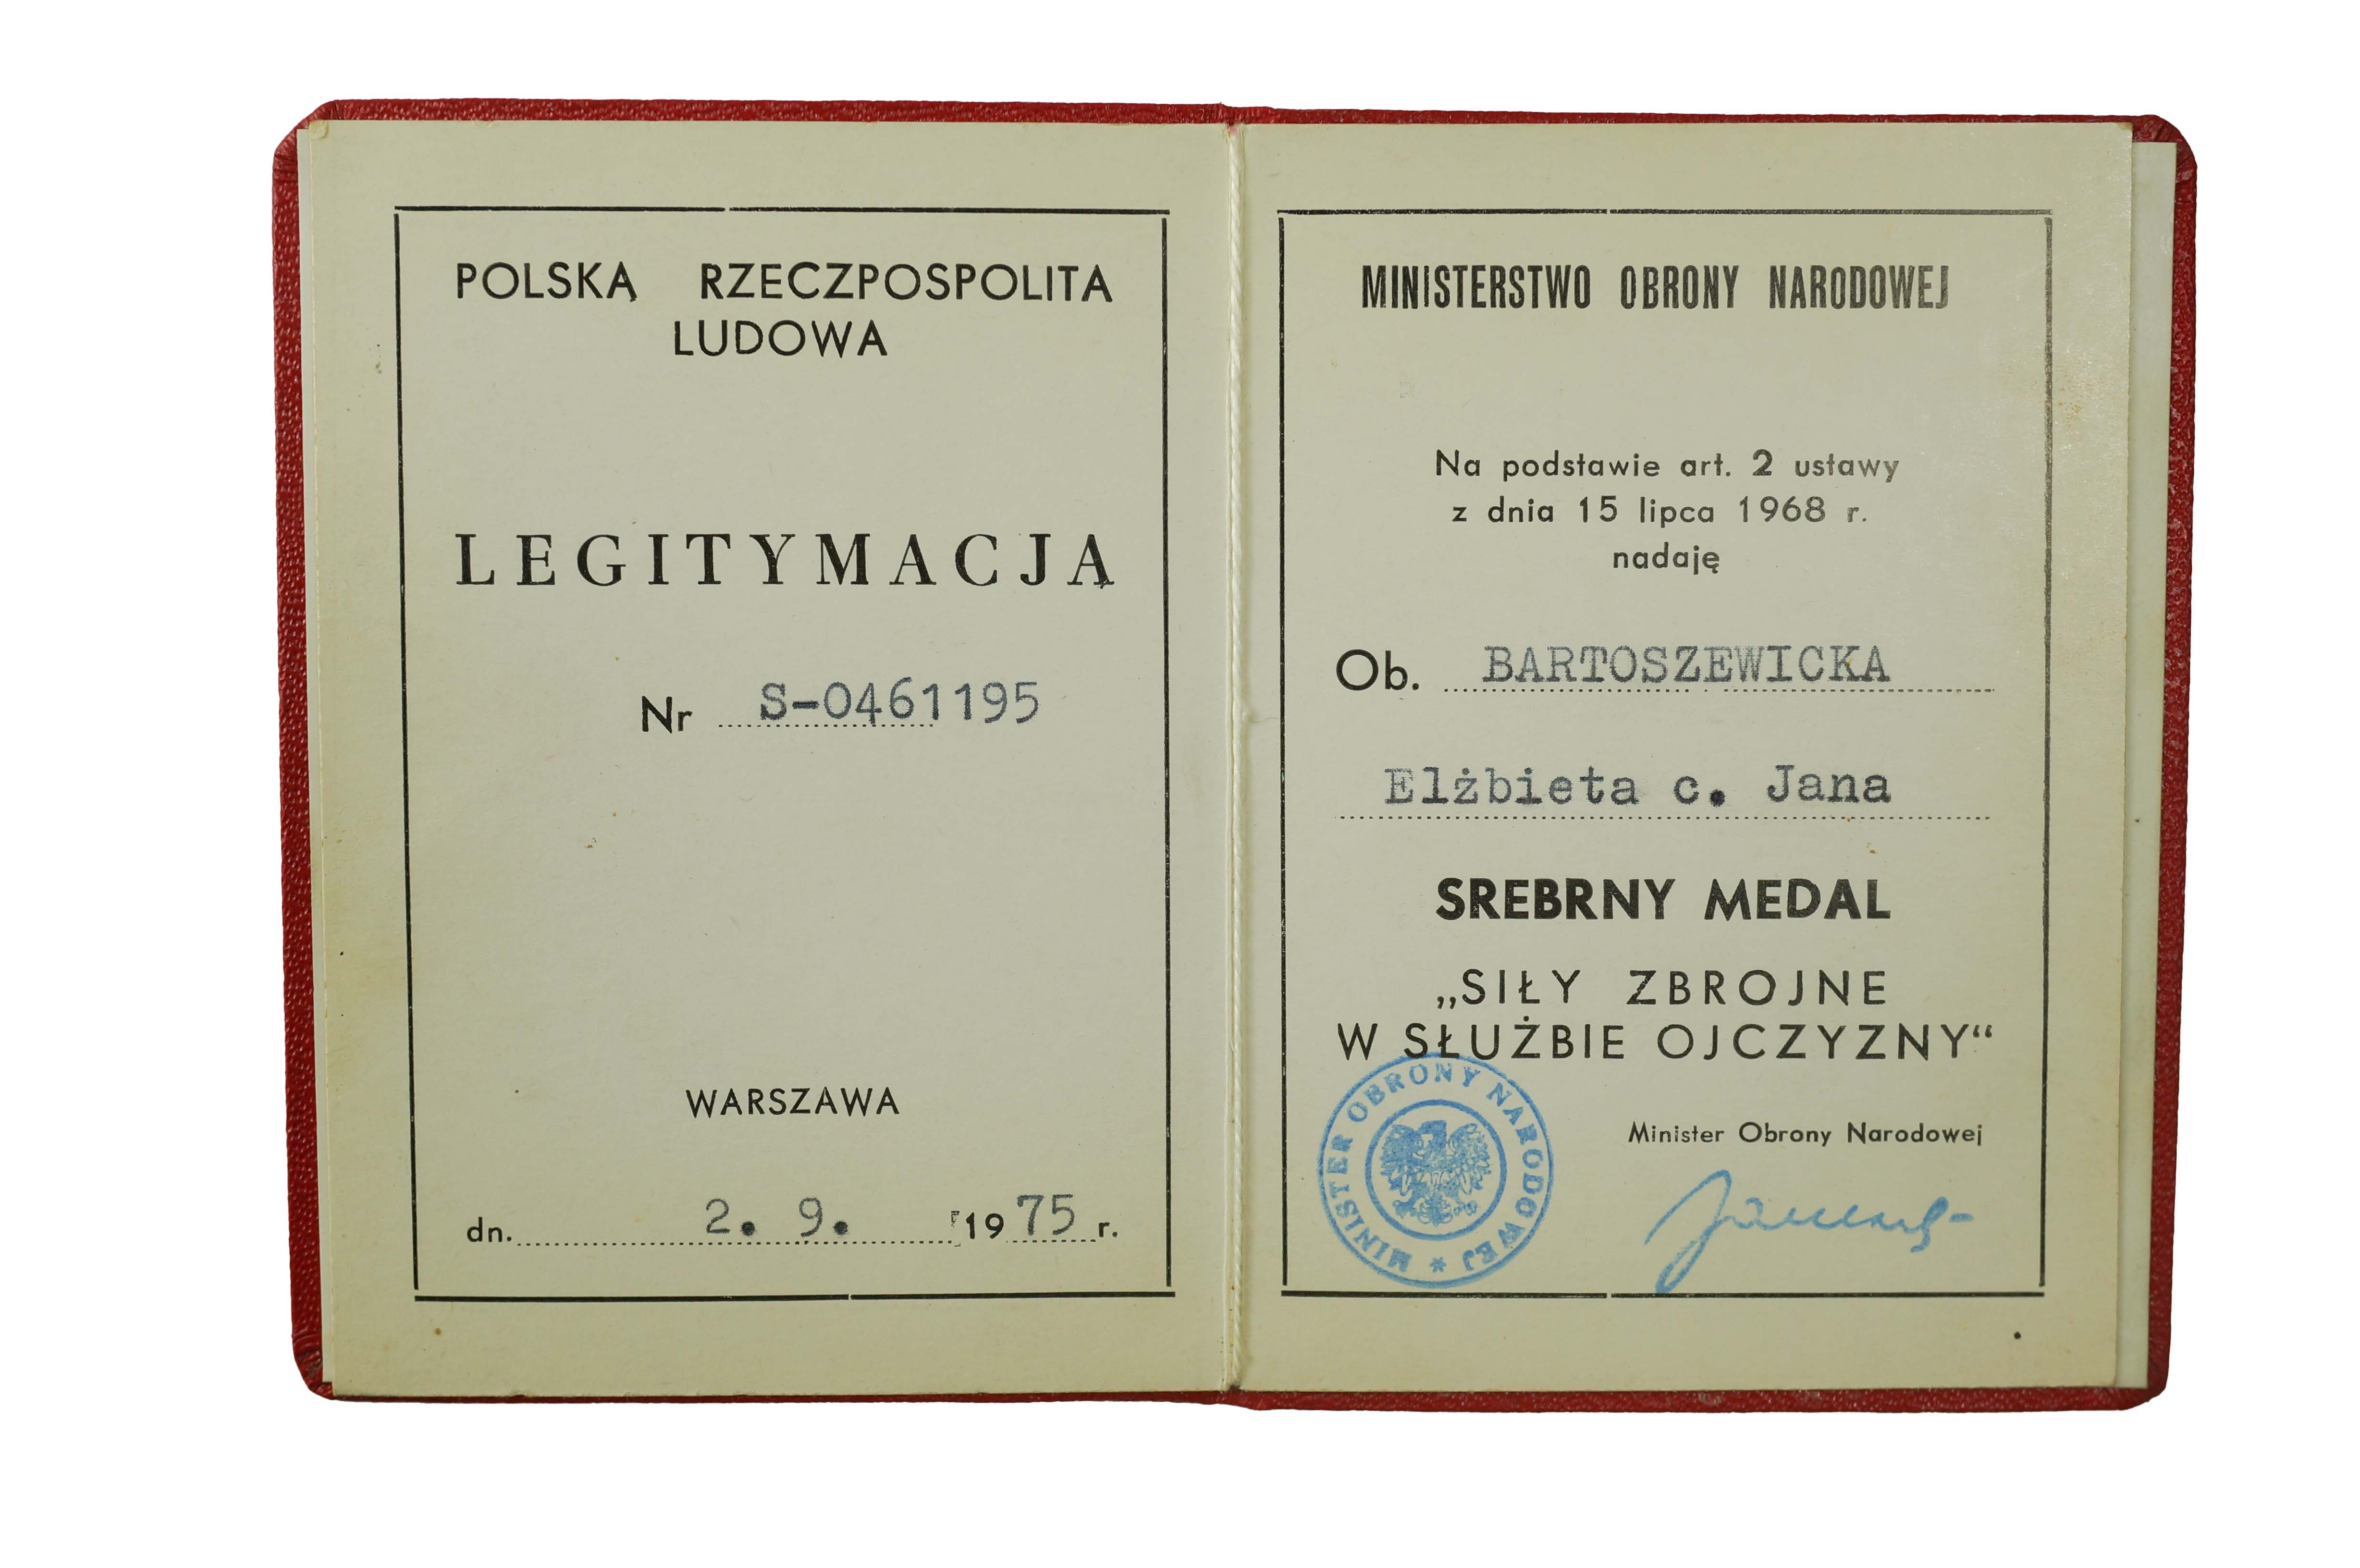 POLSKA RZECZPOSPOLITA
LUDOWA
LEGITYMACJA
Nr S-0461195
WARSZAWA
dn. 2. 9. 1975 r.
MINISTERSTWO OBRONY NARODOWEJ
Na podstawie art. 2 ustawy
z dnia 15 lipca 1968 r.
nadaję
Ob. BARTOSZEWICKA
Elżbieta c. Jana
SREBRNY MEDAL
„SIŁY ZBROJNE
W SŁUŻBIE OJCZYZNY“
MINISTER OBRONY NARODOWEJ *
Minister Obrony Narodowej